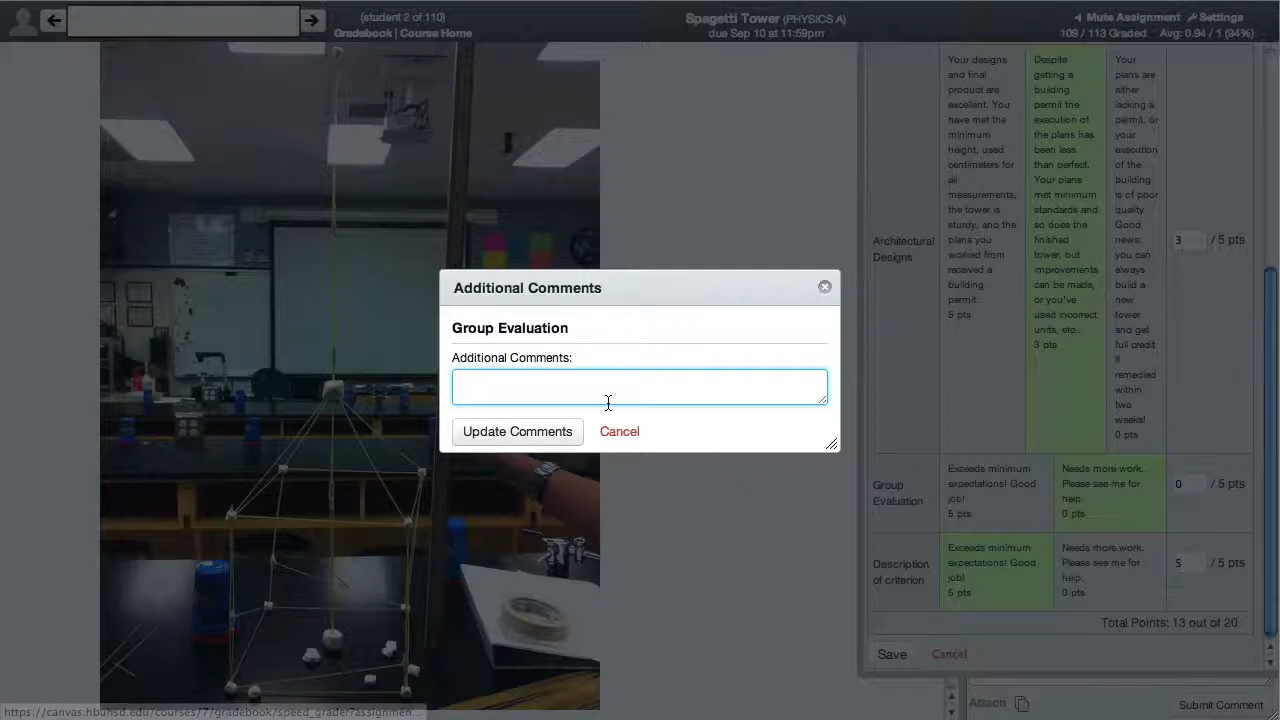 (student 2 of 110)
Gradebook | Course Home
Spagetti Tower (PHYSICS A)
due Sep 10 at 11:59pm
Mute Assignment
Settings
109 / 113 Graded
Avg: 0.94 / 1 (94%)
Architectural
Designs
Your designs
and final
product are
excellent. You
have met the
minimum
height, used
centimeters for
all
measurements,
the tower is
sturdy, and the
plans you
worked from
received a
building
permit.
5 pts
Despite
getting a
building
permit the
execution of
the plans has
been less
than perfect.
Your plans
met minimum
standards and
so does the
finished
tower, but
improvements
can be made,
or you've
used incorrect
units, etc..
3 pts
Your
plans are
either
lacking a
permit, or
your
execution
of the
building
is of poor
quality
Good
news:
you can
always
build a
new
tower
and get
full credit
if
remedied
within
two
weeks!
0 pts
3 / 5 pts
Additional Comments
Group Evaluation
Additional Comments:
Update Comments
Cancel
Group
Evaluation
Exceeds minimum
expectations! Good
job!
5 pts
Needs more work.
Please see me for
help.
0 pts
0 / 5 pts
Description
of criterion
Exceeds minimum
expectations! Good
job!
5 pts
Needs more work.
Please see me for
help.
0 pts
5 / 5 pts
Total Points: 13 out of 20
Save
Cancel
Attach
Submit Comment
https://canvas.hbuhsd.edu/courses/7/gradebook/speed_grader?assignmen...